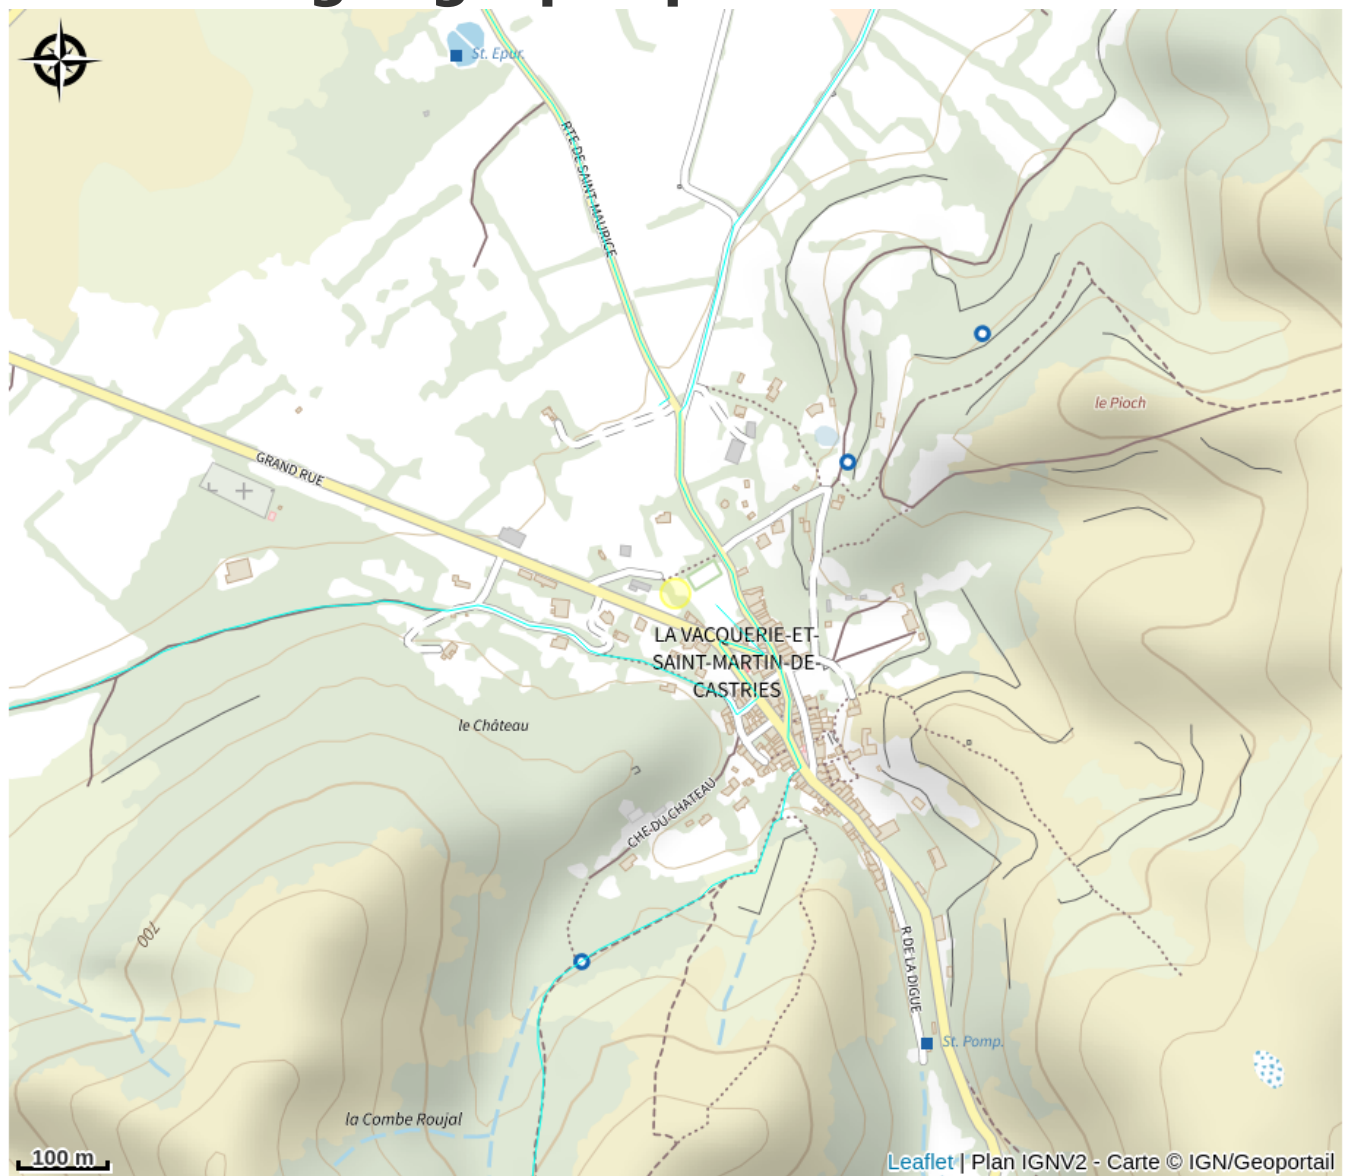 St. Epur.
RTE DE SAINT-MAURICE
le Pioch
GRAND RUE
LA VACQUERIE-ET-
SAINT-MARTIN-DE-
CASTRIES
le Château
CHE DU CHATEAU
700
R DE LA DIGUE
St. Pomp.
la Combe Roujal
100 m
Leaflet | Plan IGNV2 - Carte © IGN/Geoportail